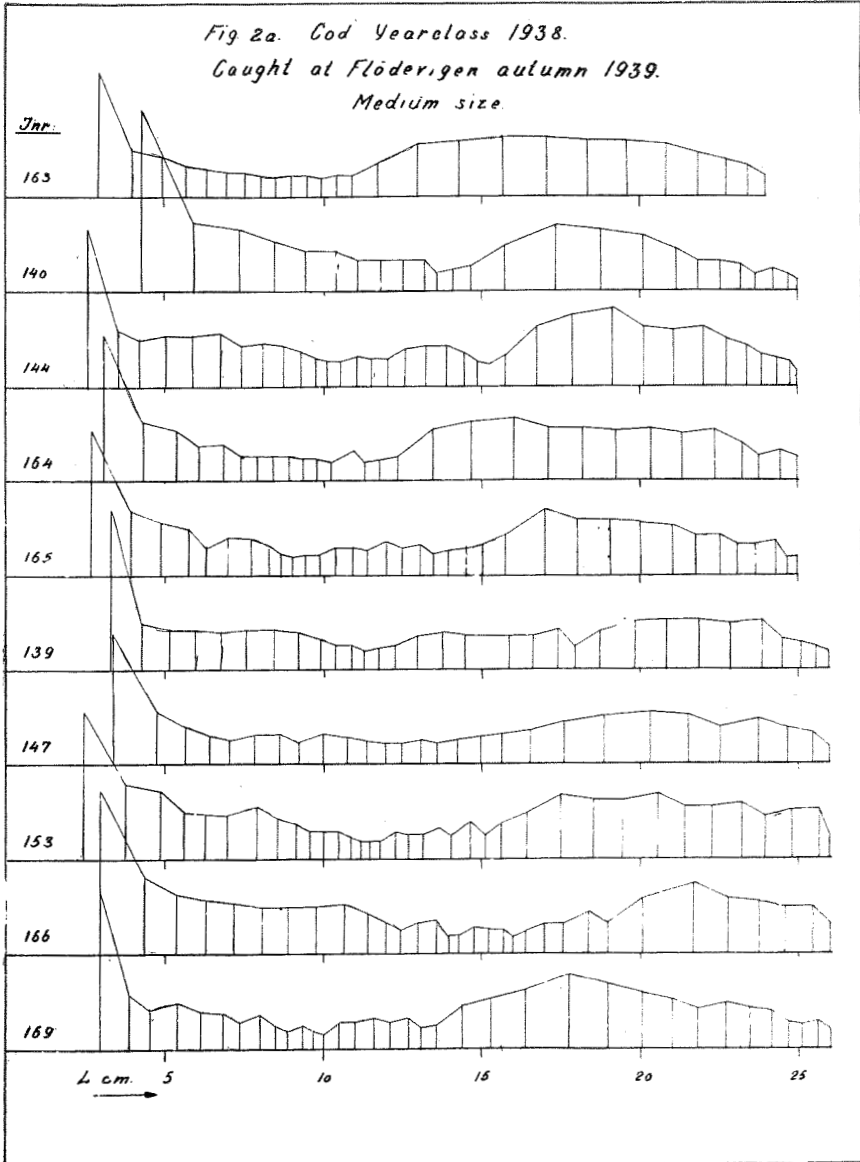 Fig 2a. Cod Yearclass 1938.
Caught at Flödevigen autumn 1939.
Medium size.
Jnr:
163
140
144
164
165
139
147
153
166
169
L cm. 5 10 15 20 25